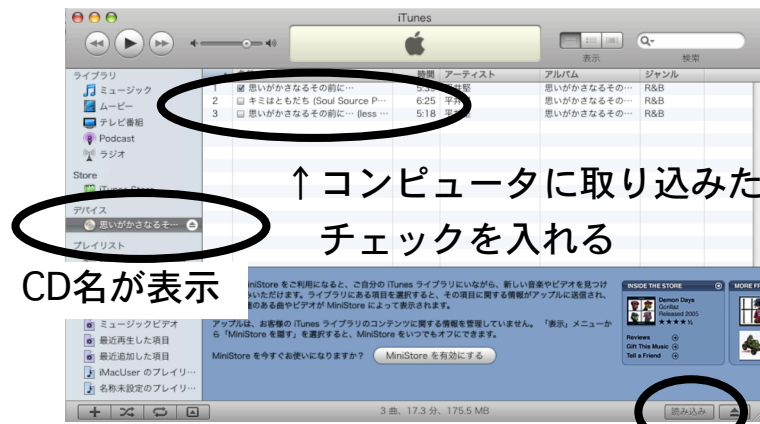 iTunes
表示
検索
ライブラリ
ミュージック
ムービー
テレビ番組
Podcast
ラジオ
Store
デバイス
思いがかさなるそ…
プレイリスト
時間 アーティスト アルバム ジャンル
1 思いがかさなるその前に… 思いがかさなるその… R&B
2 キミはともだち (Soul Source P… 6:25 思いがかさなるその… R&B
3 思いがかさなるその前に… (less … 5:18 思いがかさなるその… R&B
↑コンピュータに取り込みた
チェックを入れる
CD名が表示
ミュージックビデオ
最近再生した項目
最近追加した項目
iMacUser のプレイリ…
名称未設定のプレイリ…
iniStore をご利用になると、ご自分の iTunes ライブラリにいながら、新しい音楽やビデオを見つけ
いただけます。ライブラリにある項目を選択すると、その項目に関する情報がアップルに送信され、
のある曲やビデオが MiniStore によって表示されます。
アップルは、お客様の iTunes ライブラリのコンテンツに関する情報を管理していません。 「表示」メニューか
ら「MiniStore を隠す」を選択すると、MiniStore をいつでもオフにできます。
MiniStore を今すぐお使いになりますか？ MiniStore を有効にする
INSIDE THE STORE
Demon Days
Gorillaz
Released 2005
Reviews
Gift This Music
Tell a Friend
MORE FR
3 曲、17.3 分、175.5 MB
読み込み